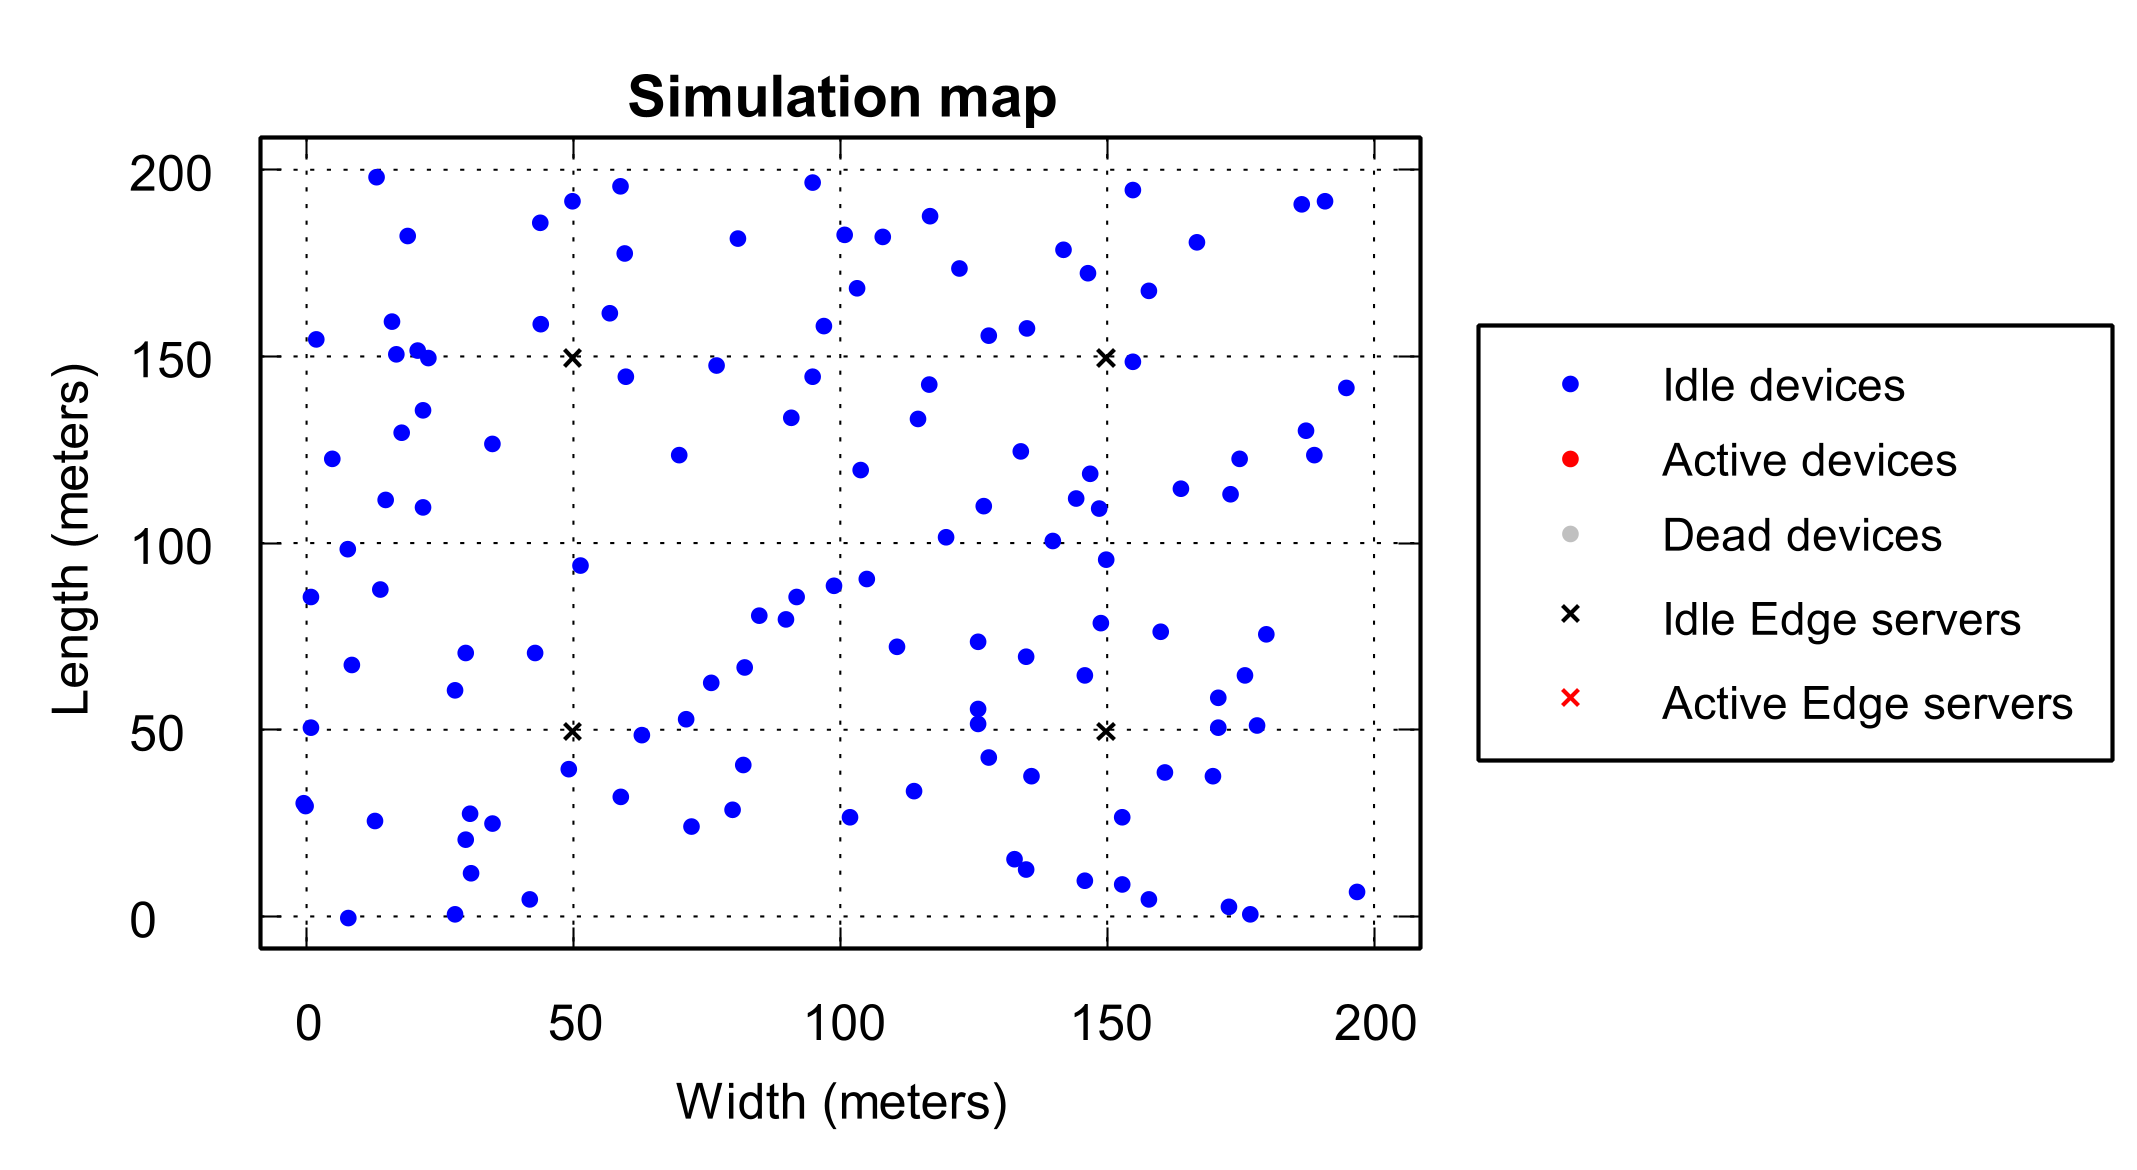 Simulation map
200
150
100
50
0
Length (meters)
0 50 100 150 200
Width (meters)
Idle devices
Active devices
Dead devices
Idle Edge servers
Active Edge servers